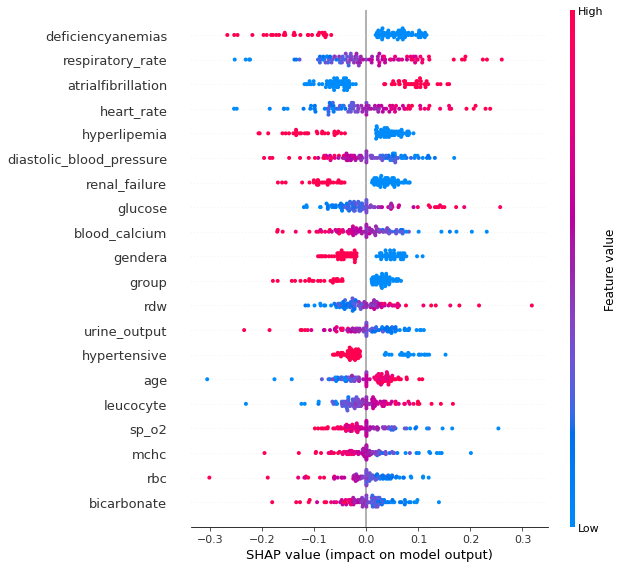 High
deficiencyanemias
respiratory_rate
atrialfibrillation
heart_rate
hyperlipemia
diastolic_blood_pressure
renal_failure
glucose
blood_calcium
gendera
group
rdw
urine_output
hypertensive
age
leucocyte
sp_o2
mchc
rbc
bicarbonate
Feature value
Low
−0.3 −0.2 −0.1 0.0 0.1 0.2 0.3
SHAP value (impact on model output)